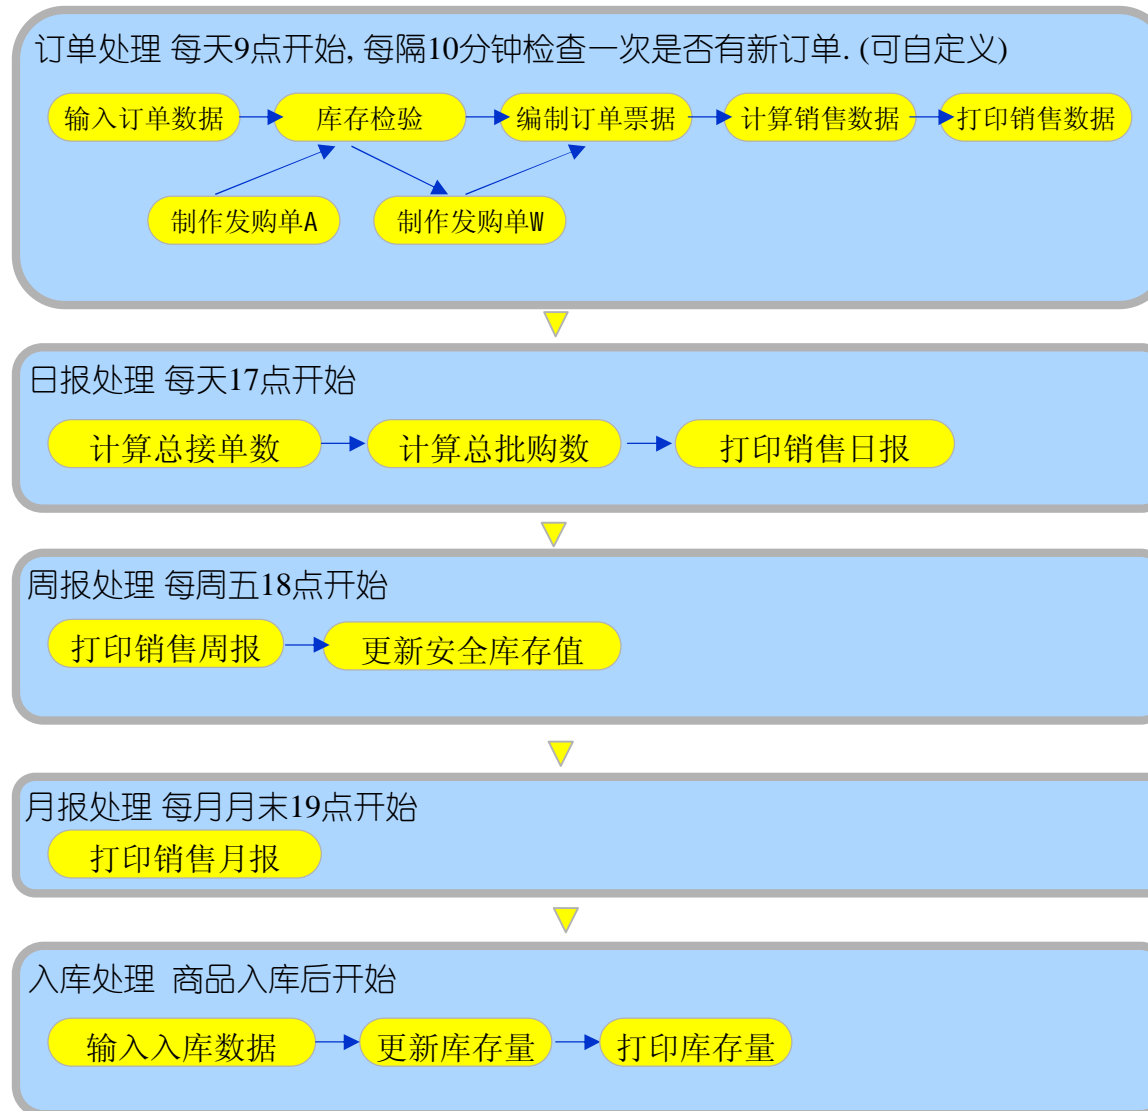 订单处理 每天9点开始, 每隔10分钟检查一次是否有新订单. (可自定义)
输入订单数据 库存检验 编制订单票据 计算销售数据 打印销售数据
制作发购单A 制作发购单W
日报处理 每天17点开始
计算总接单数 计算总批购数 打印销售日报
周报处理 每周五18点开始
打印销售周报 更新安全库存值
月报处理 每月月末19点开始
打印销售月报
入库处理 商品入库后开始
输入入库数据 更新库存量 打印库存量